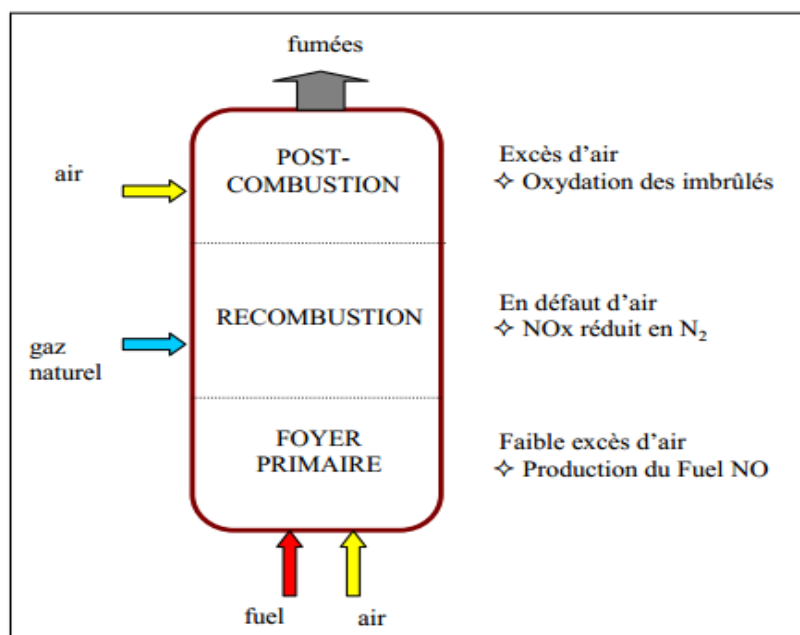 fumées
POST-
COMBUSTION
air
Excès d'air
✧ Oxydation des imbrûlés
RECOMBUSTION
gaz
naturel
En défaut d'air
✧ NOx réduit en N₂
FOYER
PRIMAIRE
Faible excès d'air
✧ Production du Fuel NO
fuel
air